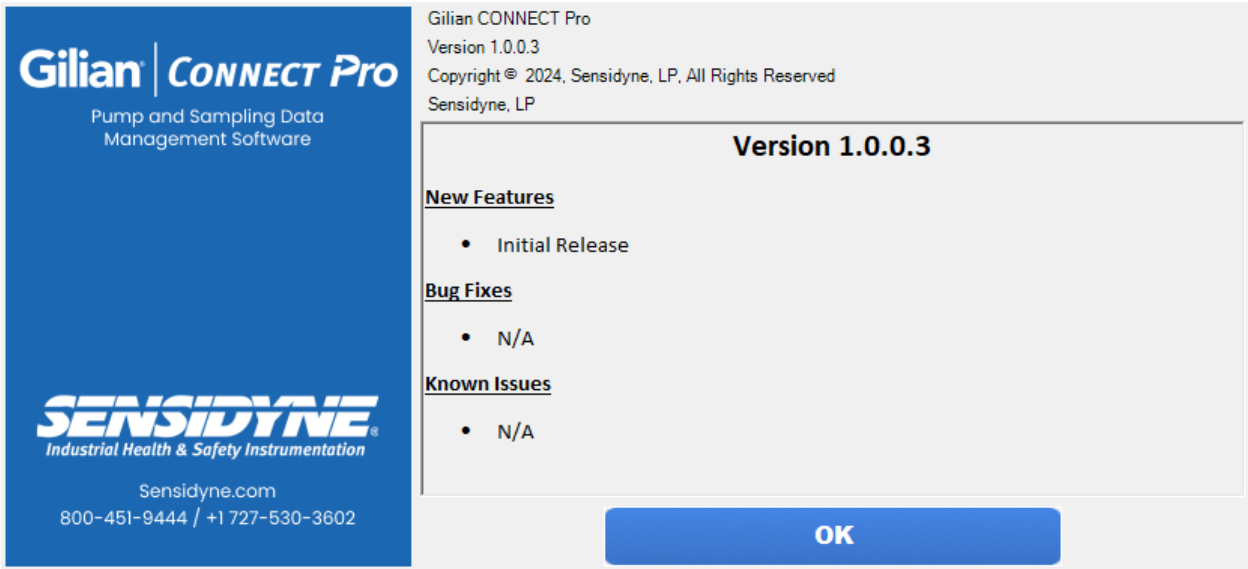 Gilian® | CONNECT Pro
Pump and Sampling Data
Management Software
SENSIDYNE®
Industrial Health & Safety Instrumentation
Sensidyne.com
800-451-9444 / +1 727-530-3602
Gilian CONNECT Pro
Version 1.0.0.3
Copyright © 2024, Sensidyne, LP, All Rights Reserved
Sensidyne, LP
Version 1.0.0.3
New Features
• Initial Release
Bug Fixes
• N/A
Known Issues
• N/A
OK